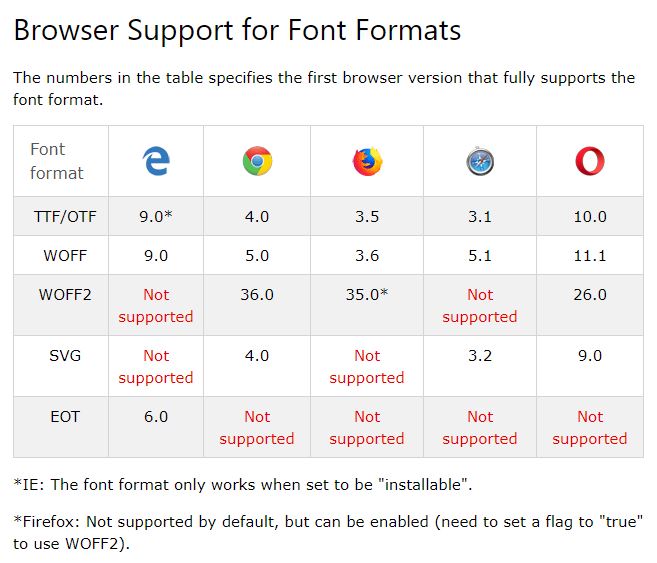 Browser Support for Font Formats
The numbers in the table specifies the first browser version that fully supports the
font format.
Font
format
TTF/OTF 9.0* 4.0 3.5 3.1 10.0
WOFF 9.0 5.0 3.6 5.1 11.1
WOFF2 Not supported 36.0 35.0* Not supported 26.0
SVG Not supported 4.0 Not supported 3.2 9.0
EOT 6.0 Not supported Not supported Not supported Not supported
*IE: The font format only works when set to be "installable".
*Firefox: Not supported by default, but can be enabled (need to set a flag to "true"
to use WOFF2).